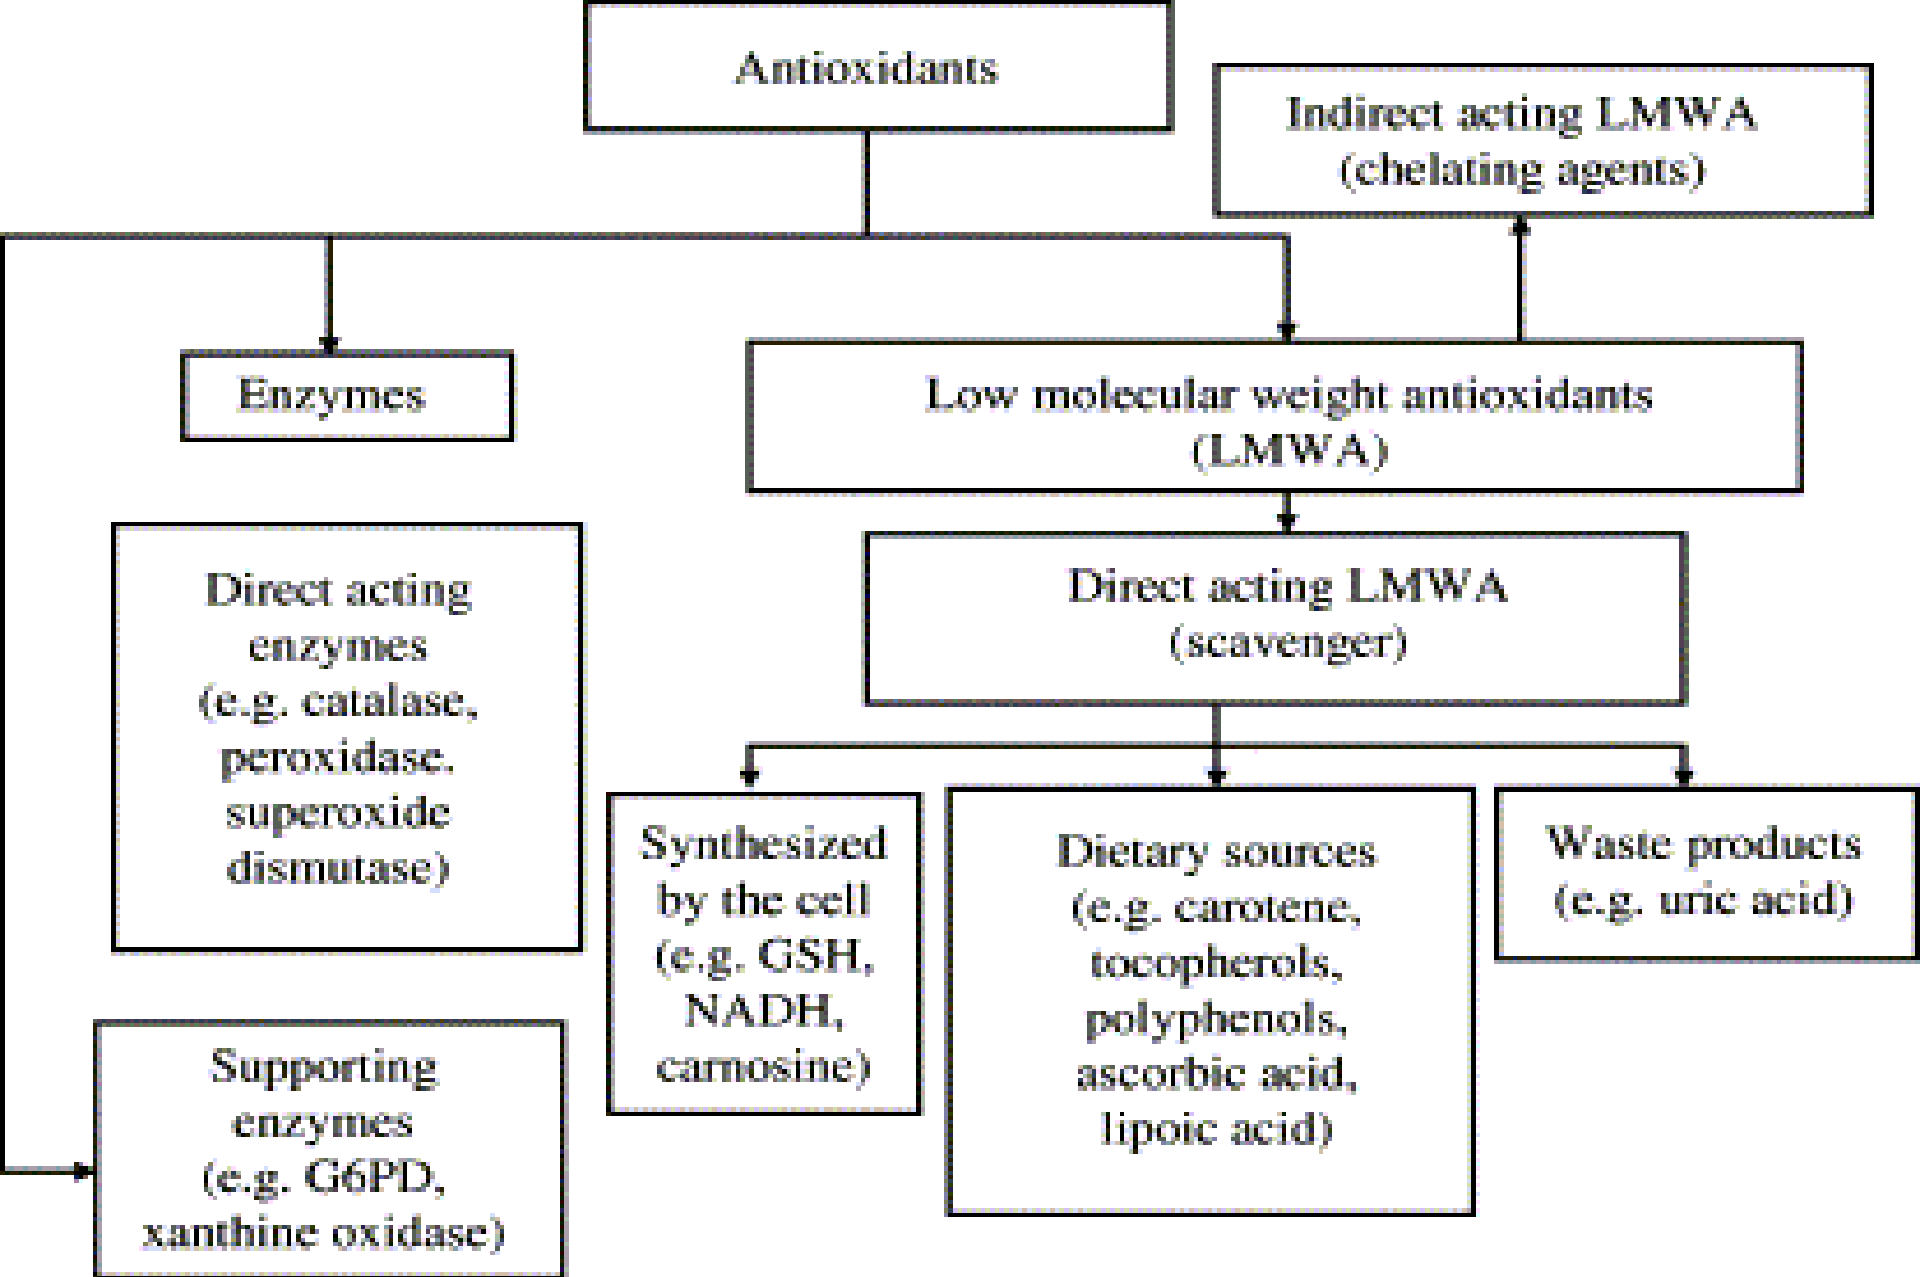 Antioxidants
Indirect acting LMWA
(chelating agents)
Enzymes
Low molecular weight antioxidants
(LMWA)
Direct acting
enzymes
(e.g. catalase,
peroxidase.
superoxide
dismutase)
Direct acting LMWA
(scavenger)
Synthesized
by the cell
(e.g. GSH,
NADH,
carnosine)
Dietary sources
(e.g. carotene,
tocopherols,
polyphenols,
ascorbic acid,
lipoic acid)
Waste products
(e.g. uric acid)
Supporting
enzymes
(e.g. G6PD,
xanthine oxidase)